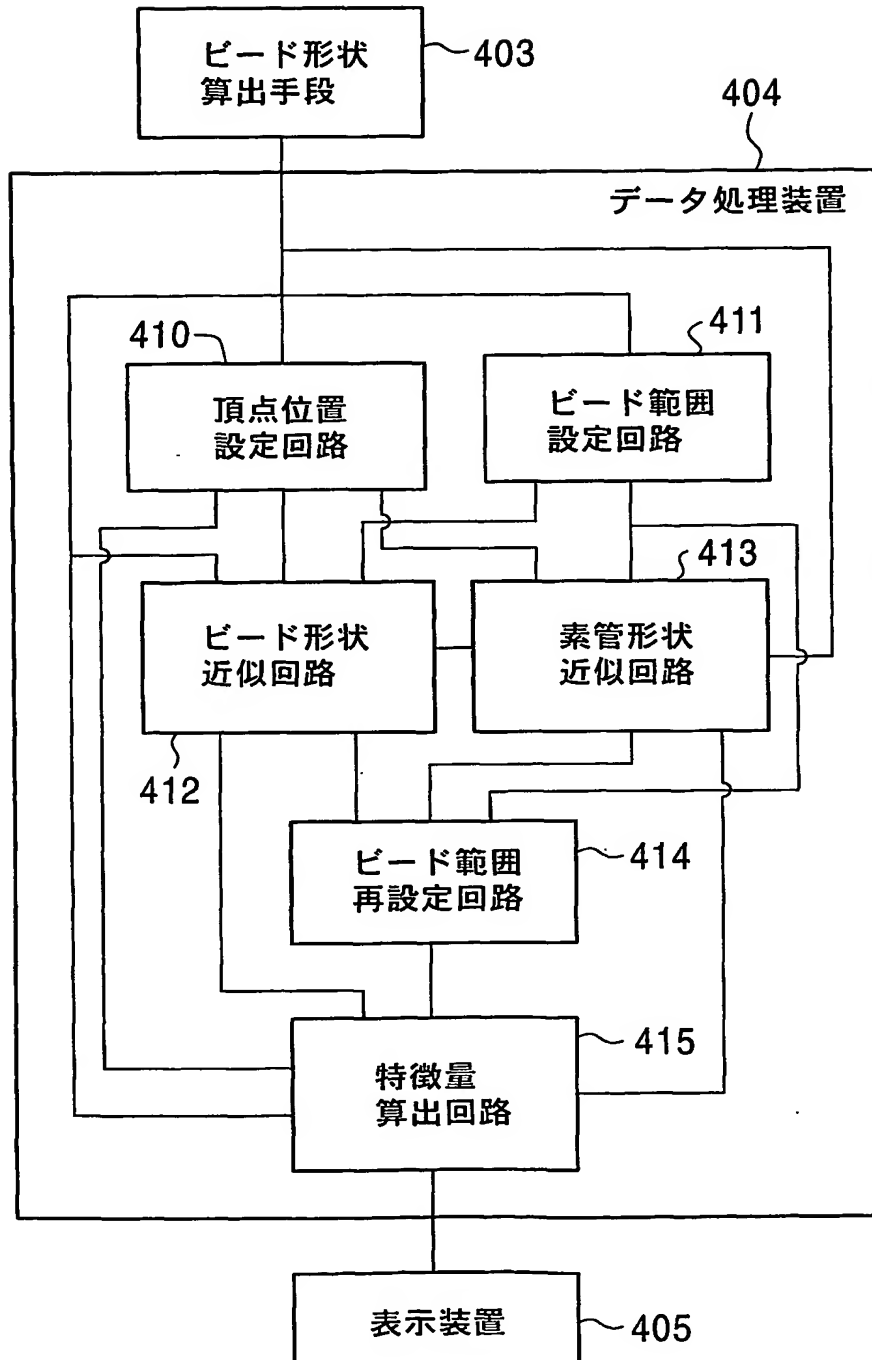 ビード形状
算出手段
403
404
データ処理装置
410
411
頂点位置
設定回路
ビード範囲
設定回路
413
ビード形状
近似回路
素管形状
近似回路
412
ビード範囲
再設定回路
414
特徴量
算出回路
415
表示装置
405